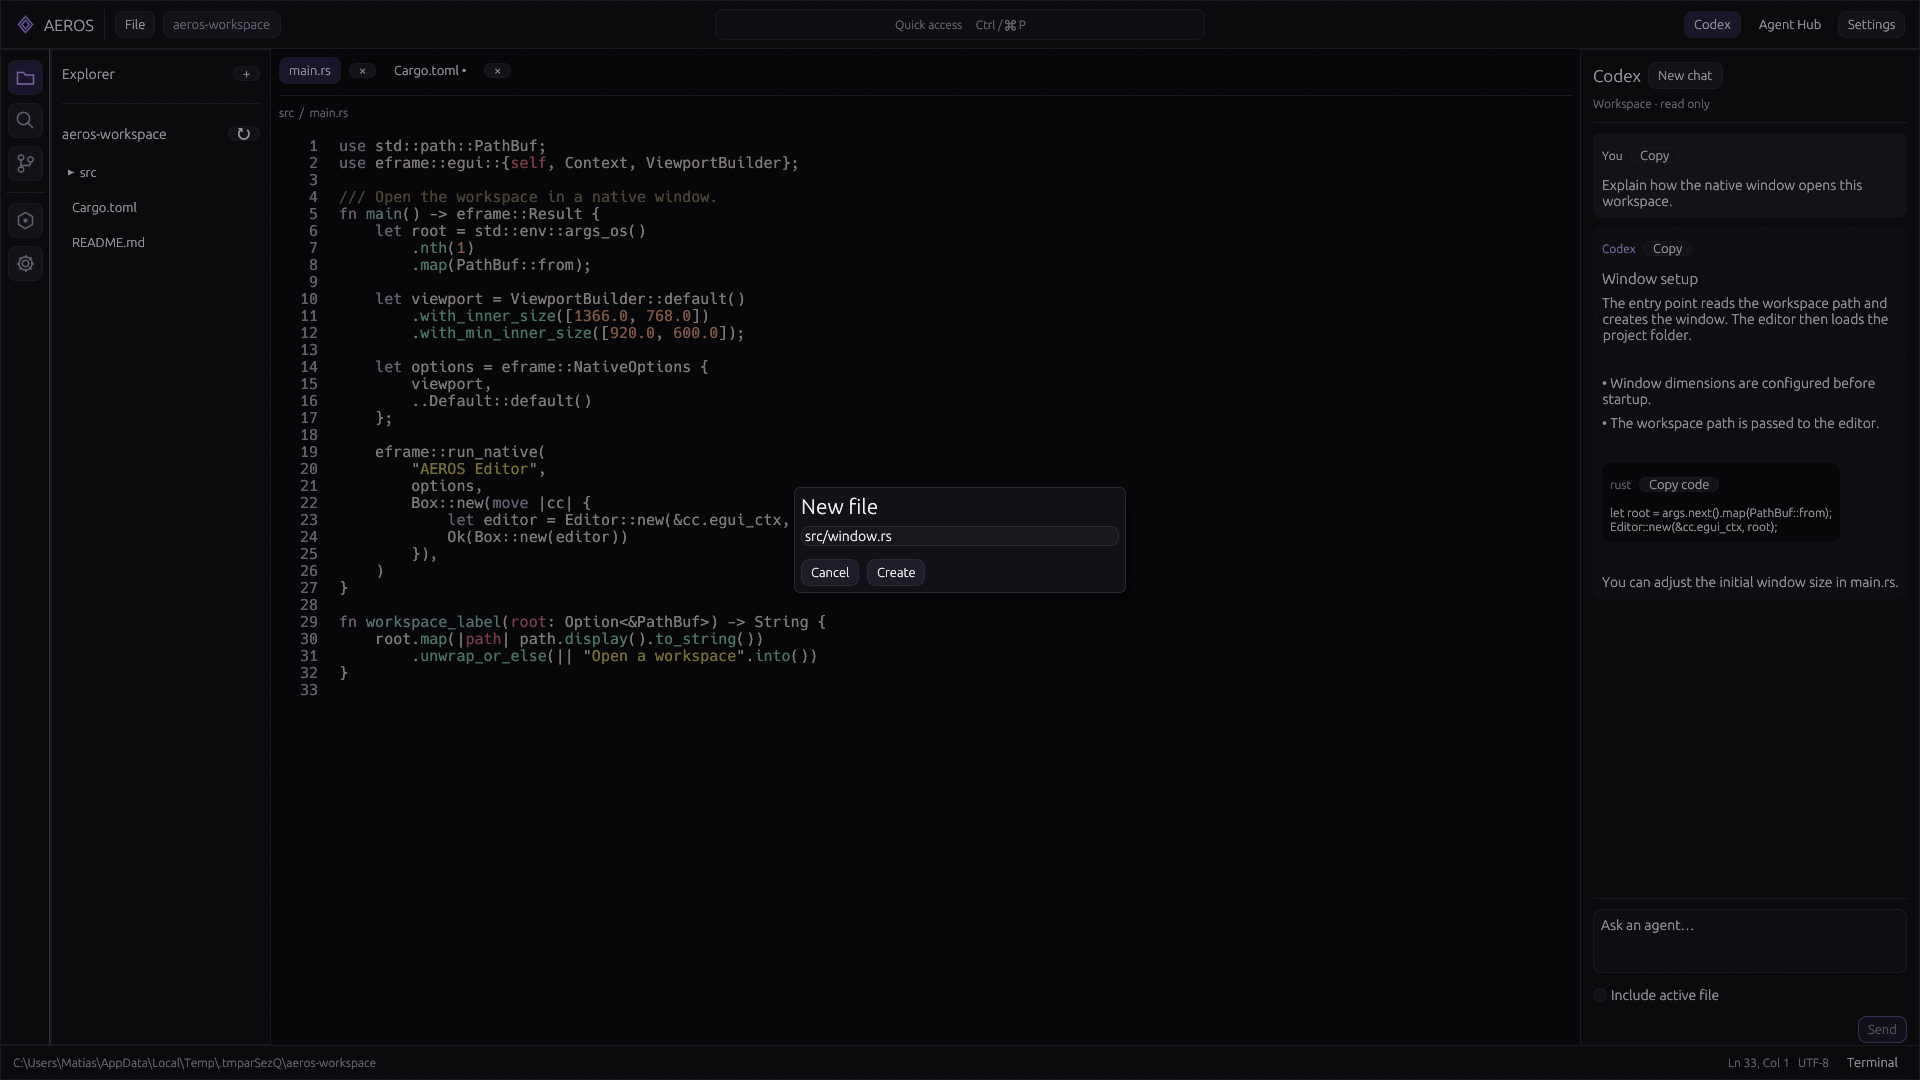 AEROS File aeros-workspace Quick access Ctrl/⌘P Codex Agent Hub Settings
Explorer +
aeros-workspace ↻
▸ src
Cargo.toml
README.md
main.rs × Cargo.toml • ×
src / main.rs
1 use std::path::PathBuf;
2 use eframe::egui::{self, Context, ViewportBuilder};
3
4 /// Open the workspace in a native window.
5 fn main() -> eframe::Result {
6     let root = std::env::args_os()
7         .nth(1)
8         .map(PathBuf::from);
9
10     let viewport = ViewportBuilder::default()
11         .with_inner_size([1366.0, 768.0])
12         .with_min_inner_size([920.0, 600.0]);
13
14     let options = eframe::NativeOptions {
15         viewport,
16         ..Default::default()
17     };
18
19     eframe::run_native(
20         "AEROS Editor",
21         options,
22         Box::new(move |cc| {
23             let editor = Editor::new(&cc.egui_ctx,
24             Ok(Box::new(editor))
25         }),
26     )
27 }
28
29 fn workspace_label(root: Option<&PathBuf>) -> String {
30     root.map(|path| path.display().to_string())
31         .unwrap_or_else(|| "Open a workspace".into())
32 }
33
New file
src/window.rs
Cancel Create
Codex New chat
Workspace · read only
You Copy
Explain how the native window opens this
workspace.
Codex Copy
Window setup
The entry point reads the workspace path and
creates the window. The editor then loads the
project folder.
• Window dimensions are configured before
startup.
• The workspace path is passed to the editor.
rust Copy code
let root = args.next().map(PathBuf::from);
Editor::new(&cc.egui_ctx, root);
You can adjust the initial window size in main.rs.
Ask an agent…
Include active file
Send
C:\Users\Matias\AppData\Local\Temp\.tmparSezQ\aeros-workspace Ln 33, Col 1 UTF-8 Terminal